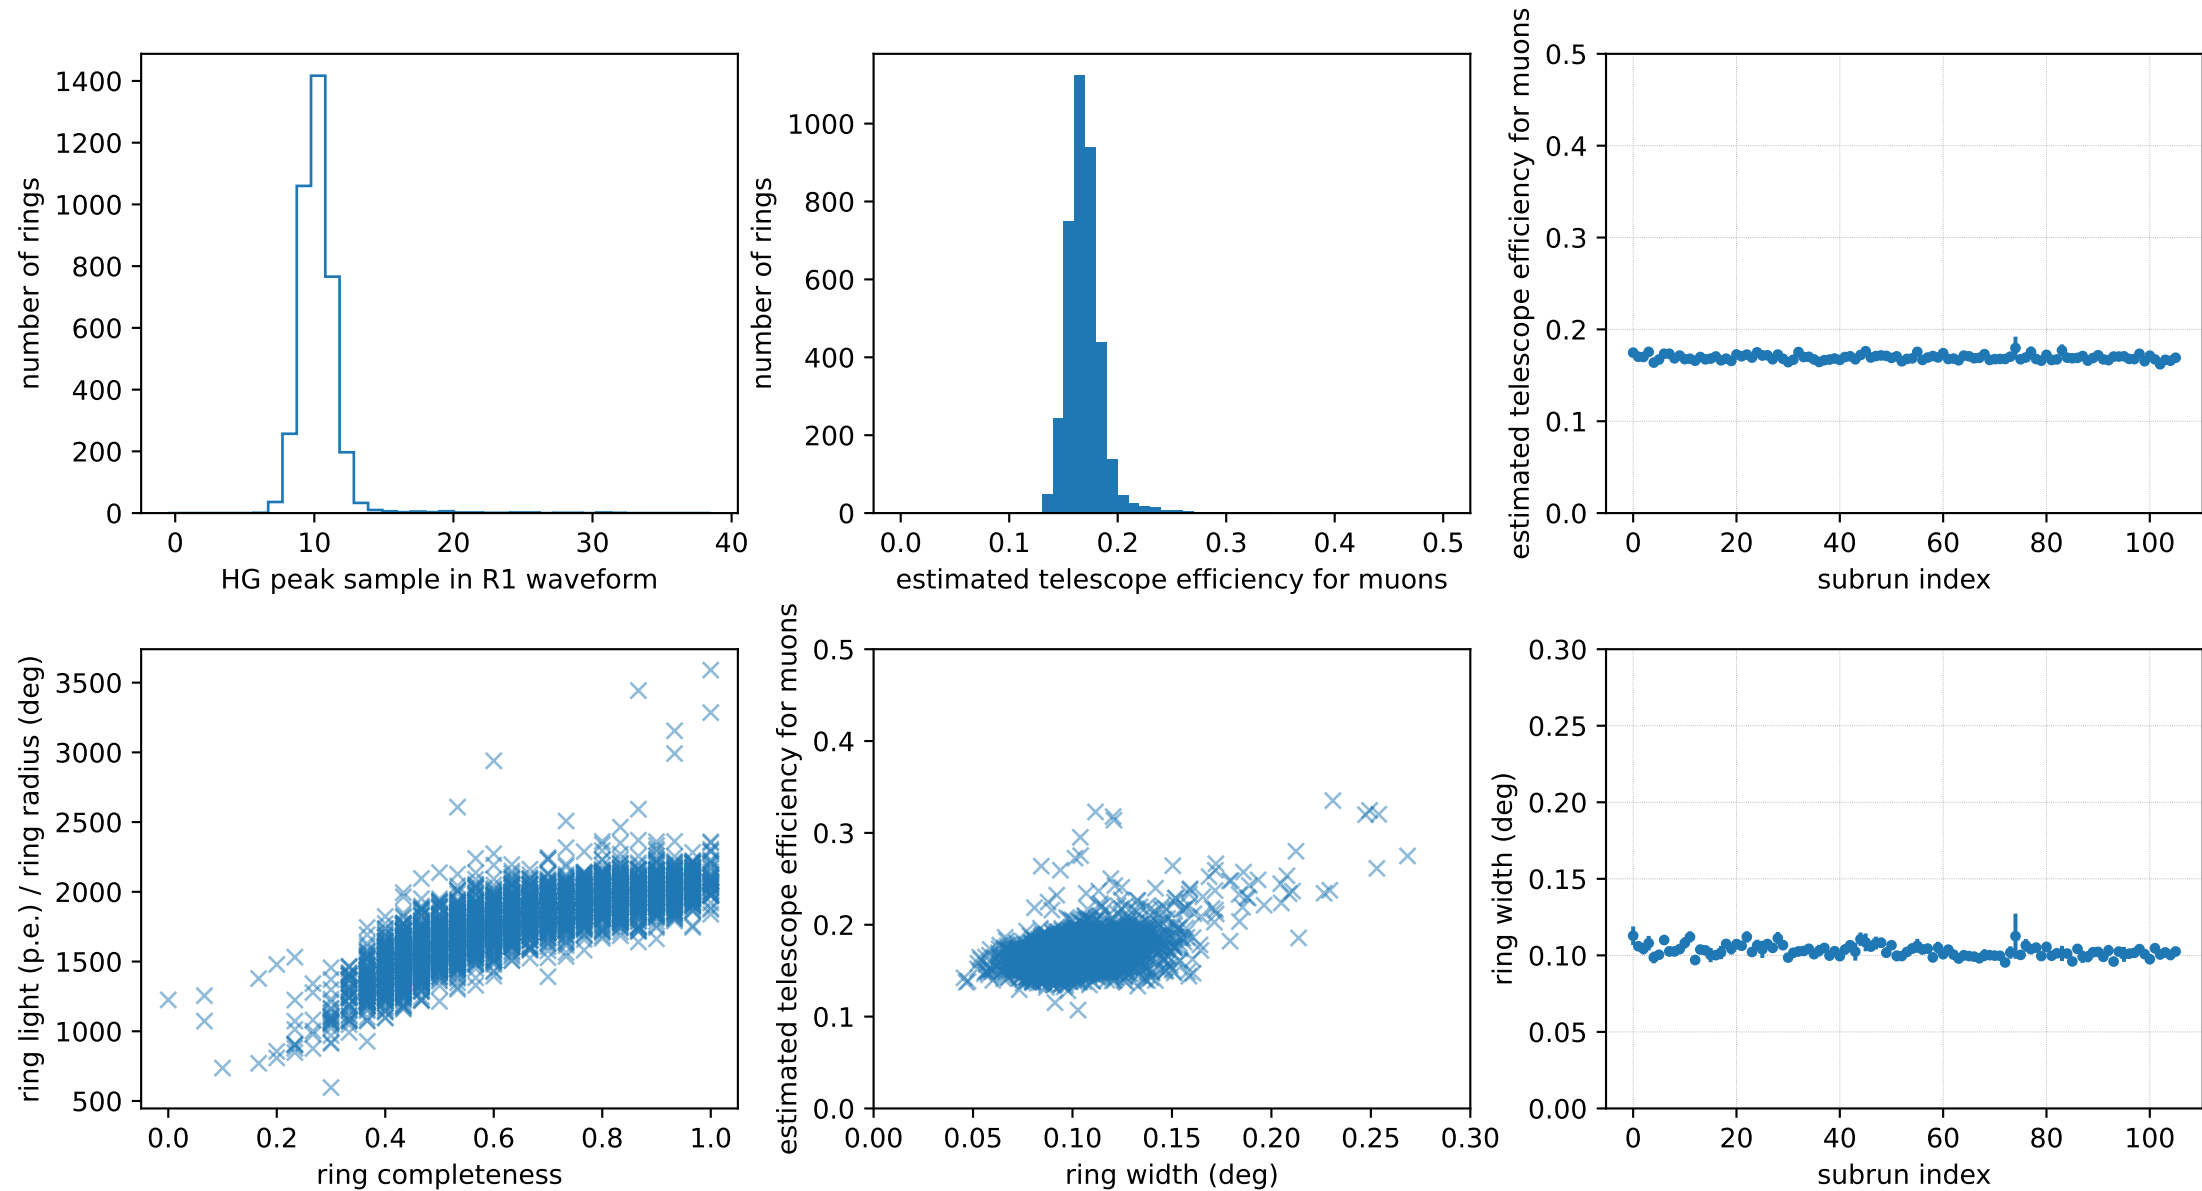 number of rings
1400
1200
1000
800
600
400
200
0
0 10 20 30 40
HG peak sample in R1 waveform
number of rings
1000
800
600
400
200
0
0.0 0.1 0.2 0.3 0.4 0.5
estimated telescope efficiency for muons
estimated telescope efficiency for muons
0.5
0.4
0.3
0.2
0.1
0.0
0 20 40 60 80 100
subrun index
ring light (p.e.) / ring radius (deg)
3500
3000
2500
2000
1500
1000
500
0.0 0.2 0.4 0.6 0.8 1.0
ring completeness
estimated telescope efficiency for muons
0.5
0.4
0.3
0.2
0.1
0.0
0.00 0.05 0.10 0.15 0.20 0.25 0.30
ring width (deg)
ring width (deg)
0.30
0.25
0.20
0.15
0.10
0.05
0.00
0 20 40 60 80 100
subrun index